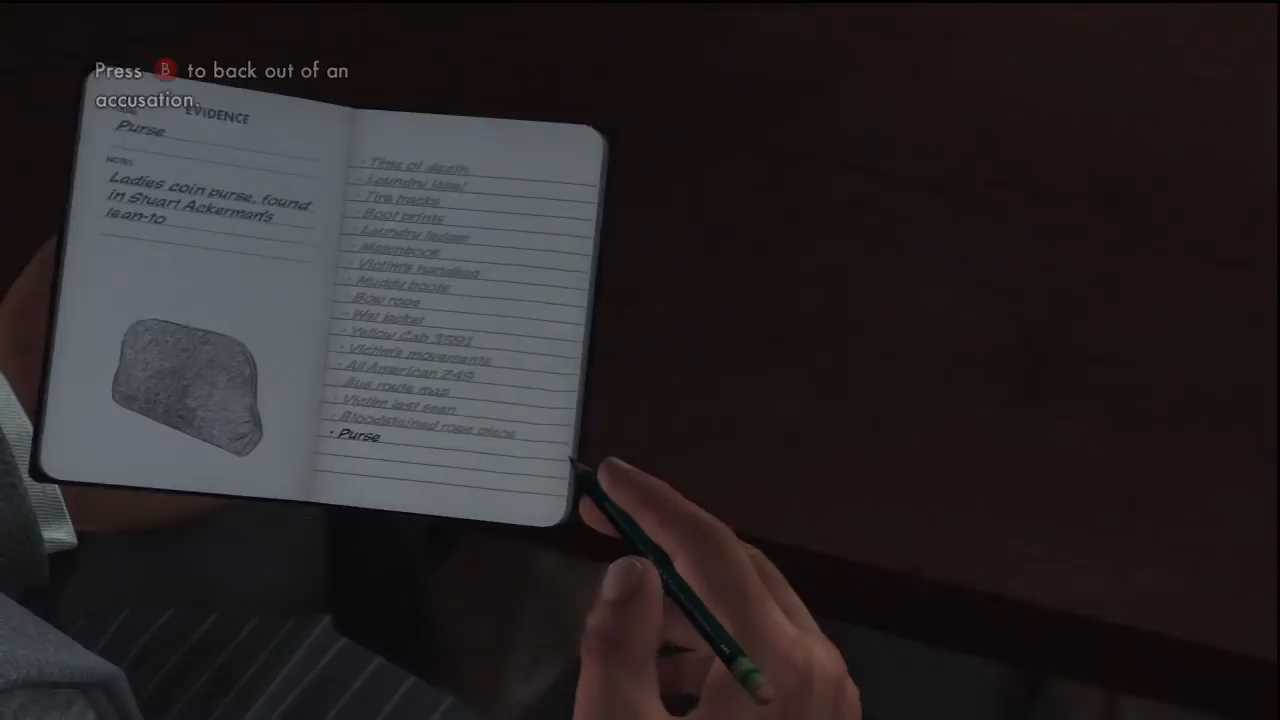 Press B to back out of an
accusation.
EVIDENCE
Purse
NOTES
Ladies coin purse, found
in Stuart Ackerman's
lean-to
- Time of death
- Laundry label
- Tire tracks
- Boot prints
- Laundry ledger
- Matchbook
- Victim's handbag
- Muddy boots
- Bow rope
- Wet jacket
- Yellow Cab 3591
- Victim's movements
- All American 249
- Bus route map
- Victim last seen
- Bloodstained rope piece
- Purse